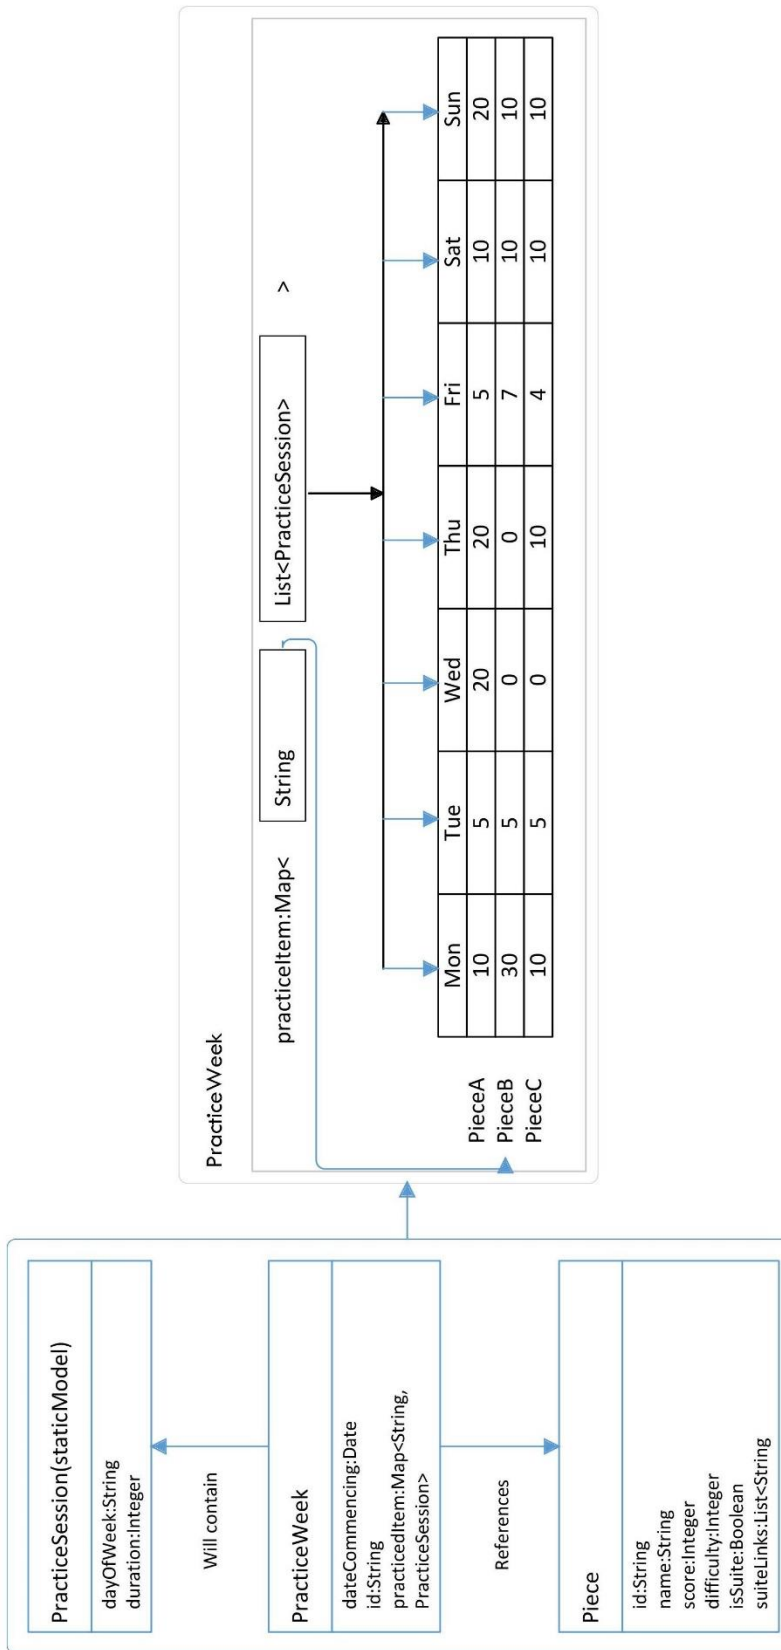 PracticeSession(staticModel)
dayOfWeek:String
duration:Integer
Will contain
PracticeWeek
dateCommencing:Date
id:String
practicedItem:Map<String,
PracticeSession>
References
Piece
id:String
name:String
score:Integer
difficulty:Integer
isSuite:Boolean
suiteLinks:List<String
PracticeWeek
practiceItem:Map< String List<PracticeSession> >
Mon Tue Wed Thu Fri Sat Sun
PieceA 10 5 20 20 5 10 20
PieceB 30 5 0 0 7 10 10
PieceC 10 5 0 10 4 10 10